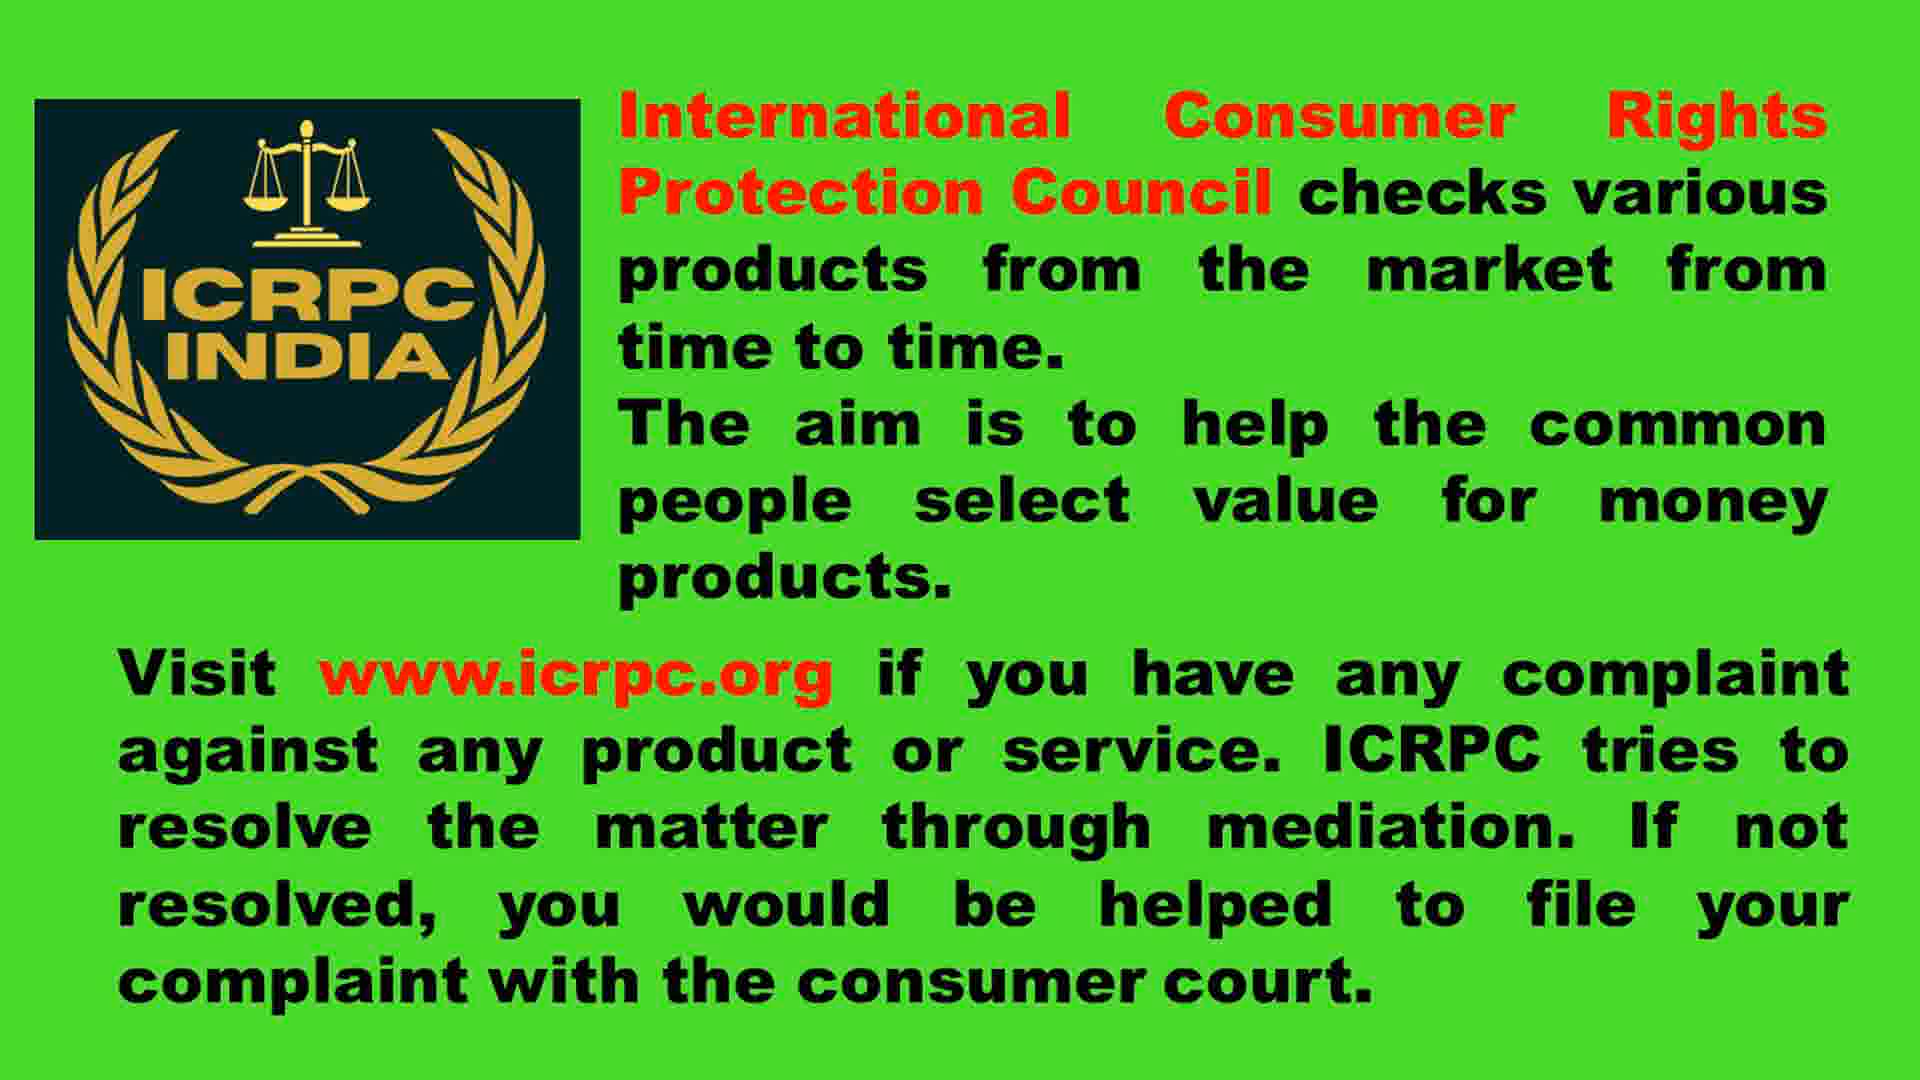 ICRPC
INDIA
International Consumer Rights
Protection Council checks various
products from the market from
time to time.
The aim is to help the common
people select value for money
products.
Visit www.icrpc.org if you have any complaint
against any product or service. ICRPC tries to
resolve the matter through mediation. If not
resolved, you would be helped to file your
complaint with the consumer court.